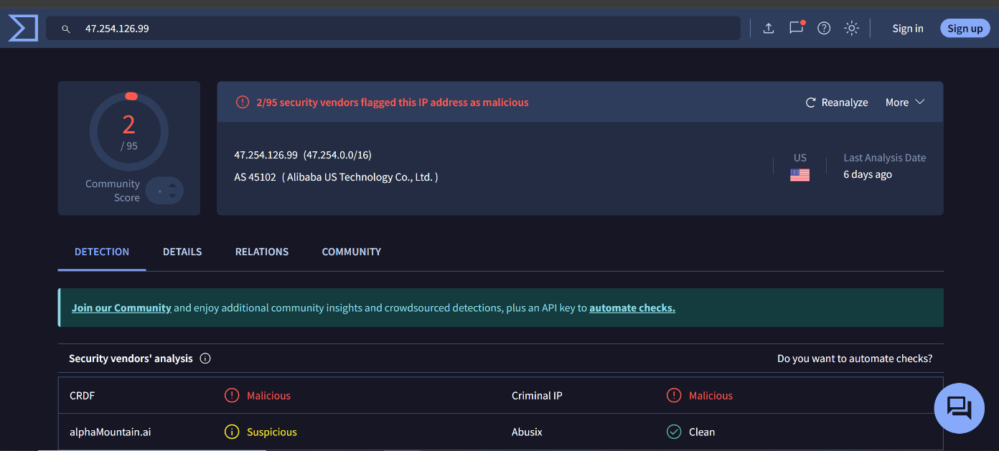 47.254.126.99
Sign in
Sign up
2
/ 95
Community
Score
2/95 security vendors flagged this IP address as malicious
Reanalyze
More
47.254.126.99 (47.254.0.0/16)
AS 45102 ( Alibaba US Technology Co., Ltd. )
US
Last Analysis Date
6 days ago
DETECTION
DETAILS
RELATIONS
COMMUNITY
Join our Community and enjoy additional community insights and crowdsourced detections, plus an API key to automate checks.
Security vendors' analysis
Do you want to automate checks?
CRDF
Malicious
Criminal IP
Malicious
alphaMountain.ai
Suspicious
Abusix
Clean